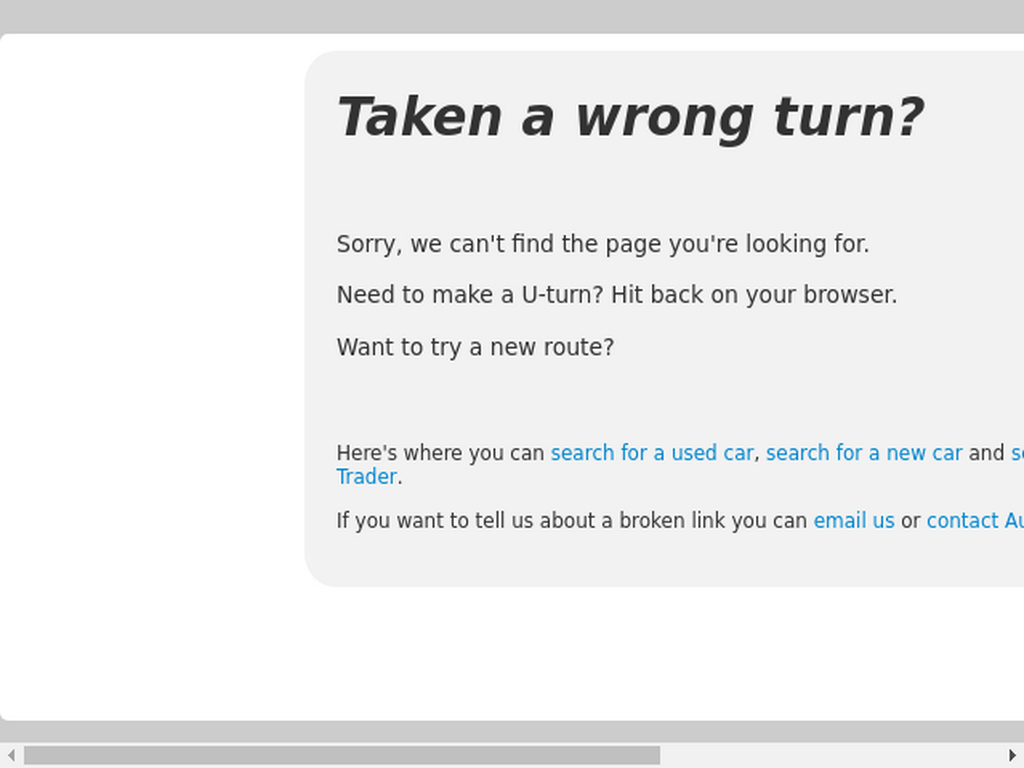 Taken a wrong turn?
Sorry, we can't find the page you're looking for.
Need to make a U-turn? Hit back on your browser.
Want to try a new route?
Here's where you can search for a used car, search for a new car and
Trader.
If you want to tell us about a broken link you can email us or contact